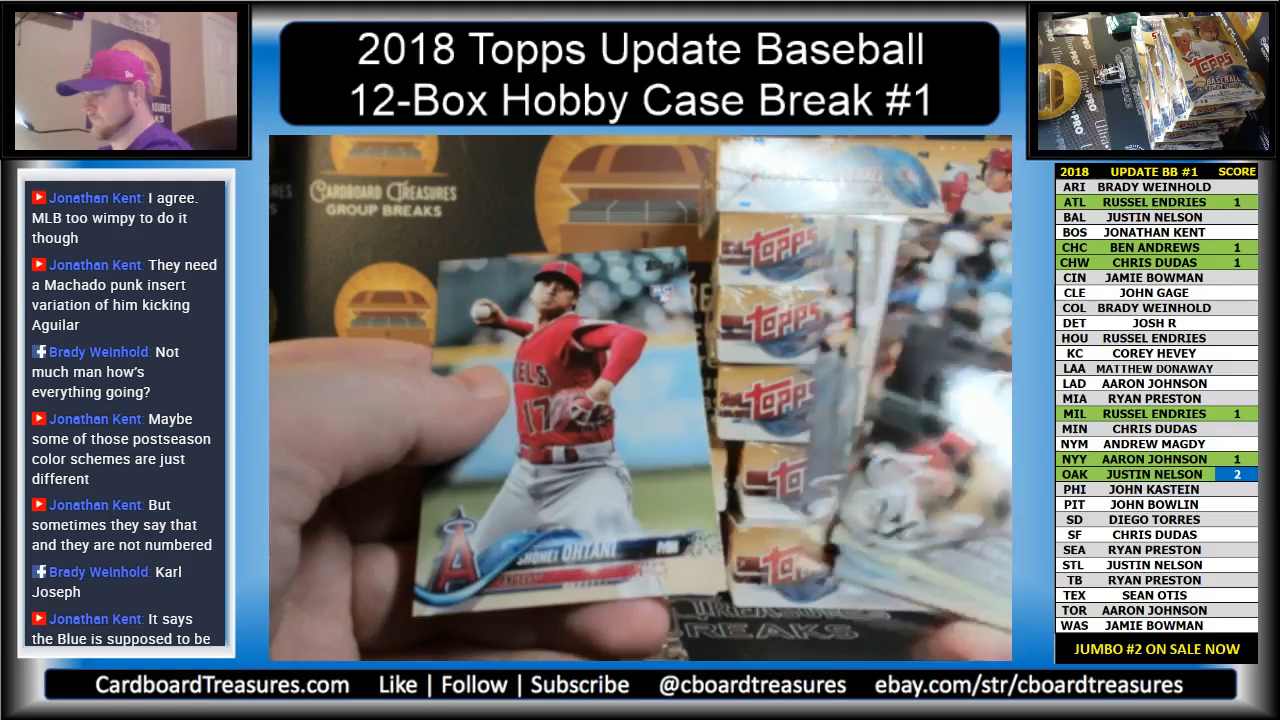 2018 Topps Update Baseball
12-Box Hobby Case Break #1
Jonathan Kent: I agree.
MLB too wimpy to do it
though
Jonathan Kent: They need
a Machado punk insert
variation of him kicking
Aguilar
Brady Weinhold: Not
much man how's
everything going?
Jonathan Kent: Maybe
some of those postseason
color schemes are just
different
Jonathan Kent: But
sometimes they say that
and they are not numbered
Brady Weinhold: Karl
Joseph
Jonathan Kent: It says
the Blue is supposed to be
CARDBOARD TREASURES
GROUP BREAKS
topps
topps
topps
17
SHOHEI OHTANI
ANGELS
BREAKS
topps
BASEBALL
2018 UPDATE BB #1 SCORE
ARI BRADY WEINHOLD
ATL RUSSEL ENDRIES 1
BAL JUSTIN NELSON
BOS JONATHAN KENT
CHC BEN ANDREWS 1
CHW CHRIS DUDAS 1
CIN JAMIE BOWMAN
CLE JOHN GAGE
COL BRADY WEINHOLD
DET JOSH R
HOU RUSSEL ENDRIES
KC COREY HEVEY
LAA MATTHEW DONAWAY
LAD AARON JOHNSON
MIA RYAN PRESTON
MIL RUSSEL ENDRIES 1
MIN CHRIS DUDAS
NYM ANDREW MAGDY
NYY AARON JOHNSON 1
OAK JUSTIN NELSON 2
PHI JOHN KASTEIN
PIT JOHN BOWLIN
SD DIEGO TORRES
SF CHRIS DUDAS
SEA RYAN PRESTON
STL JUSTIN NELSON
TB RYAN PRESTON
TEX SEAN OTIS
TOR AARON JOHNSON
WAS JAMIE BOWMAN
JUMBO #2 ON SALE NOW
CardboardTreasures.com Like | Follow | Subscribe @cboardtreasures ebay.com/str/cboardtreasures